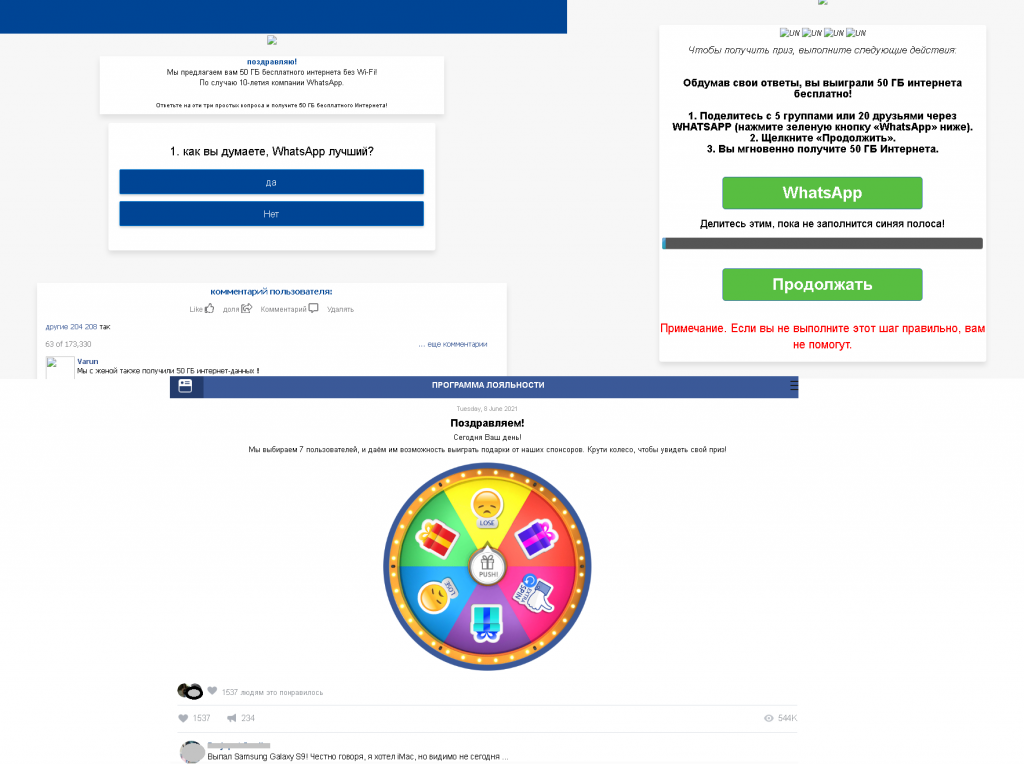 поздравляю!
Мы предлагаем вам 50 ГБ бесплатного интернета без Wi-Fi!
По случаю 10-летия компании WhatsApp.
Ответьте на эти три простых вопроса и получите 50 ГБ бесплатного Интернета!
1. как вы думаете, WhatsApp лучший?
да
Нет
комментарий пользователя:
Like доля Комментарий Удалять
другие 204 208 так
63 of 173,330 ... еще комментарии
Varun
Мы с женой также получили 50 ГБ интернет-данных !!
Чтобы получить приз, выполните следующие действия:
Обдумав свои ответы, вы выиграли 50 ГБ интернета
бесплатно!
1. Поделитесь с 5 группами или 20 друзьями через
WHATSAPP (нажмите зеленую кнопку «WhatsApp» ниже).
2. Щелкните «Продолжить».
3. Вы мгновенно получите 50 ГБ Интернета.
WhatsApp
Делитесь этим, пока не заполнится синяя полоса!
Продолжать
Примечание. Если вы не выполните этот шаг правильно, вам
не помогут.
ПРОГРАММА ЛОЯЛЬНОСТИ
Tuesday, 8 June 2021
Поздравляем!
Сегодня Ваш день!
Мы выбираем 7 пользователей, и даём им возможность выиграть подарки от наших спонсоров. Крути колесо, чтобы увидеть свой приз!
LOSE
PUSH!
LOSE
EXTRA
SPIN
1537 людям это понравилось
1537 234 544K
Выпал Samsung Galaxy S9! Честно говоря, я хотел iMac, но видимо не сегодня ...